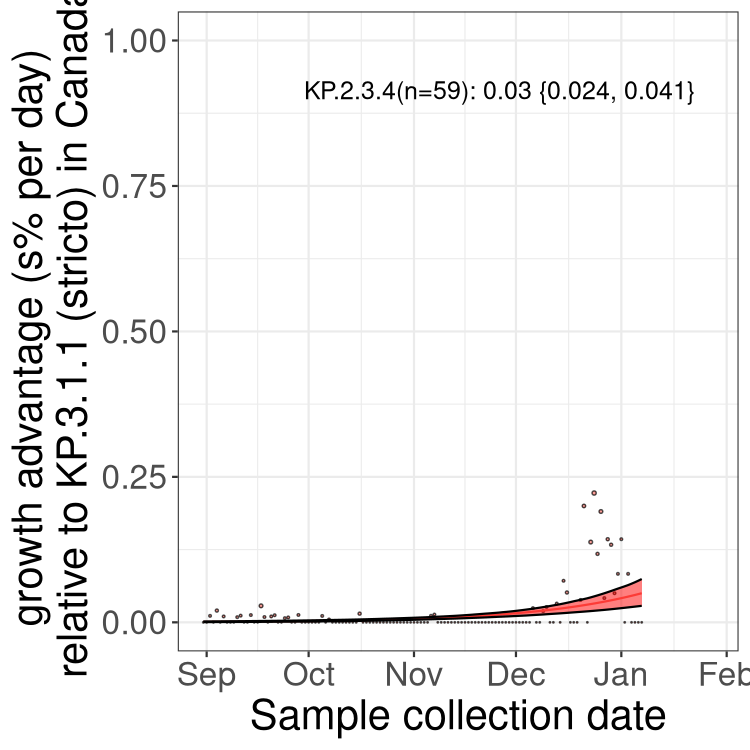 growth advantage (s% per day)
relative to KP.3.1.1 (stricto) in Canada
1.00
KP.2.3.4(n=59): 0.03 {0.024, 0.041}
0.75
0.50
0.25
0.00
Sep Oct Nov Dec Jan Feb
Sample collection date